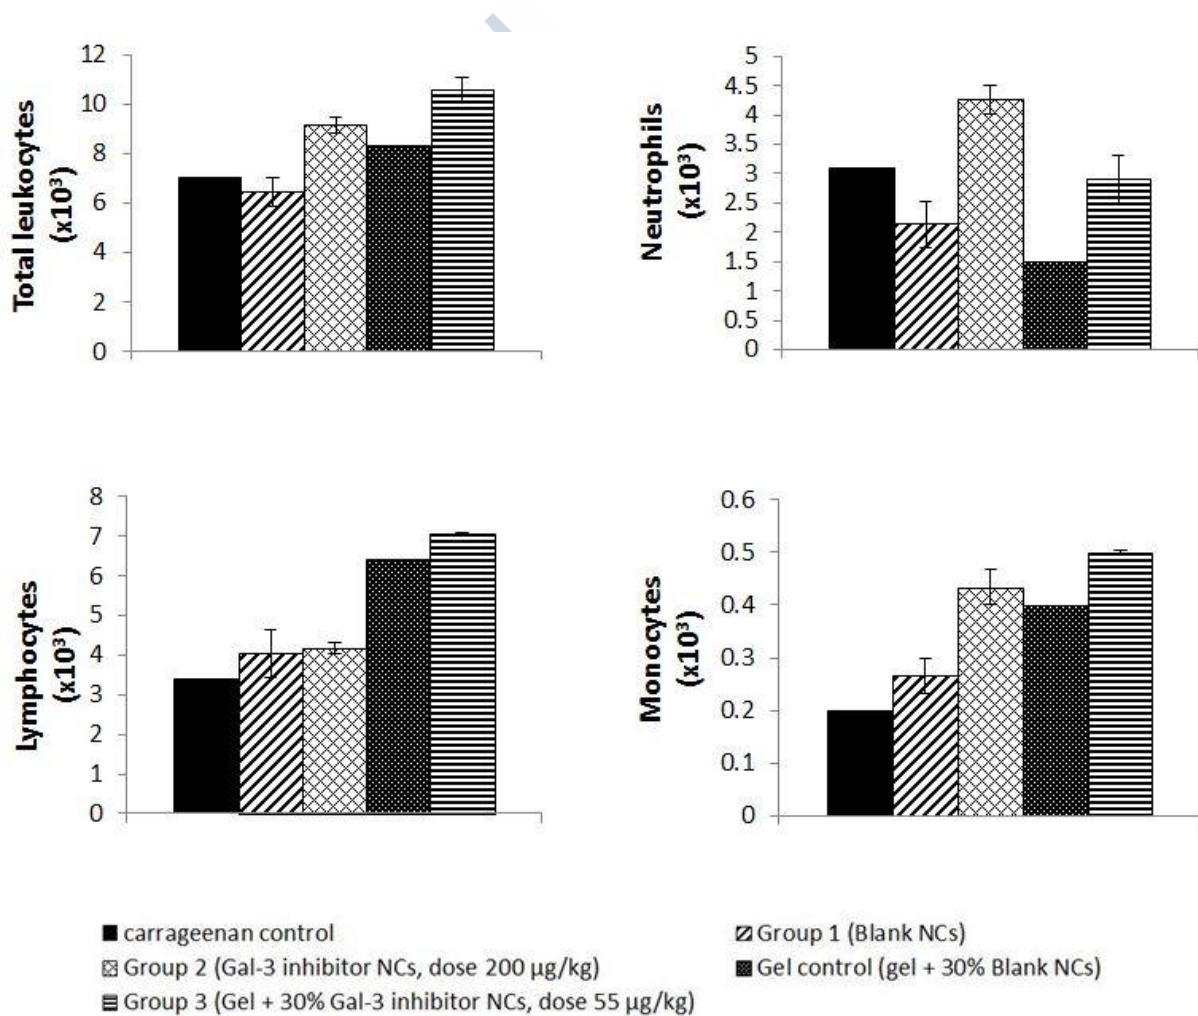 Total leukocytes
(x10³)
12
10
8
6
4
2
0
Neutrophils
(x10³)
5
4.5
4
3.5
3
2.5
2
1.5
1
0.5
0
Lymphocytes
(x10³)
8
7
6
5
4
3
2
1
0
Monocytes
(x10³)
0.6
0.5
0.4
0.3
0.2
0.1
0
carrageenan control
Group 1 (Blank NCs)
Group 2 (Gal-3 inhibitor NCs, dose 200 µg/kg)
Gel control (gel + 30% Blank NCs)
Group 3 (Gel + 30% Gal-3 inhibitor NCs, dose 55 µg/kg)